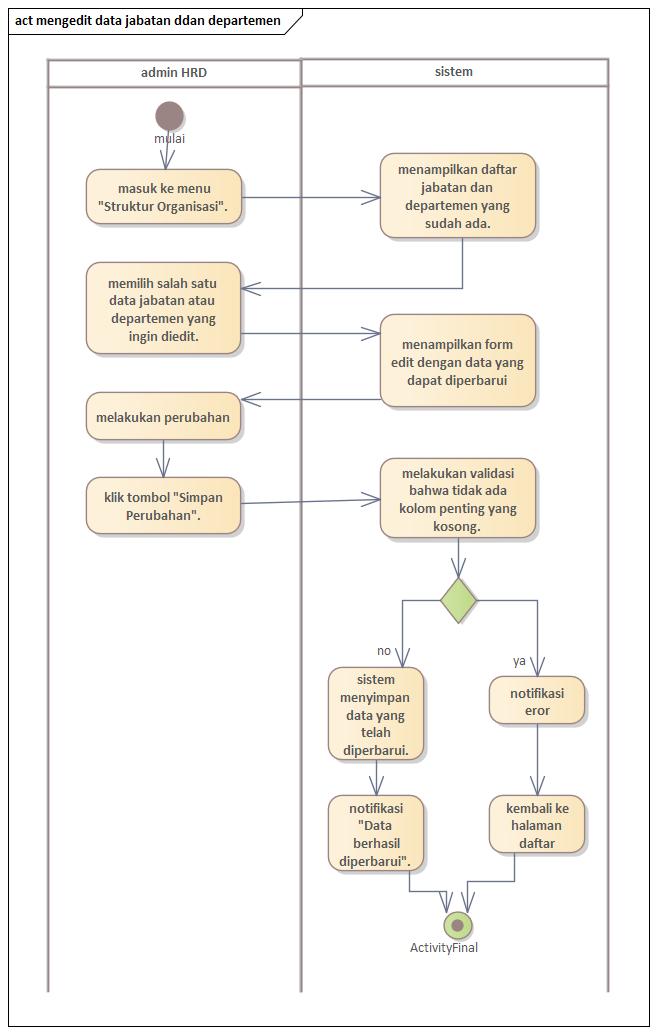 act mengedit data jabatan ddan departemen
admin HRD
sistem
mulai
masuk ke menu
"Struktur Organisasi".
menampilkan daftar
jabatan dan
departemen yang
sudah ada.
memilih salah satu
data jabatan atau
departemen yang
ingin diedit.
menampilkan form
edit dengan data yang
dapat diperbarui
melakukan perubahan
klik tombol "Simpan
Perubahan".
melakukan validasi
bahwa tidak ada
kolom penting yang
kosong.
no
ya
sistem
menyimpan
data yang
telah
diperbarui.
notifikasi
eror
notifikasi
"Data
berhasil
diperbarui".
kembali ke
halaman
daftar
ActivityFinal